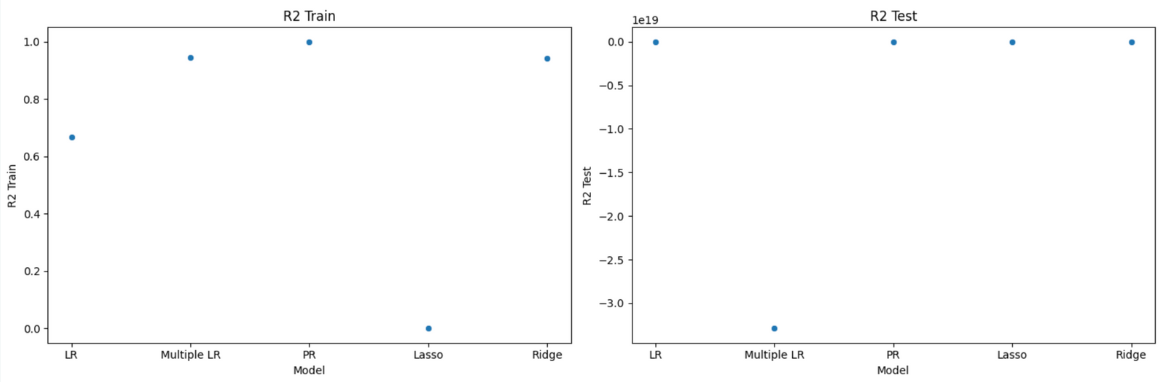 R2 Train
1.0
0.8
0.6
0.4
0.2
0.0
R2 Train
LR Multiple LR PR Lasso Ridge
Model
R2 Test
1e19
0.0
−0.5
−1.0
−1.5
−2.0
−2.5
−3.0
R2 Test
LR Multiple LR PR Lasso Ridge
Model